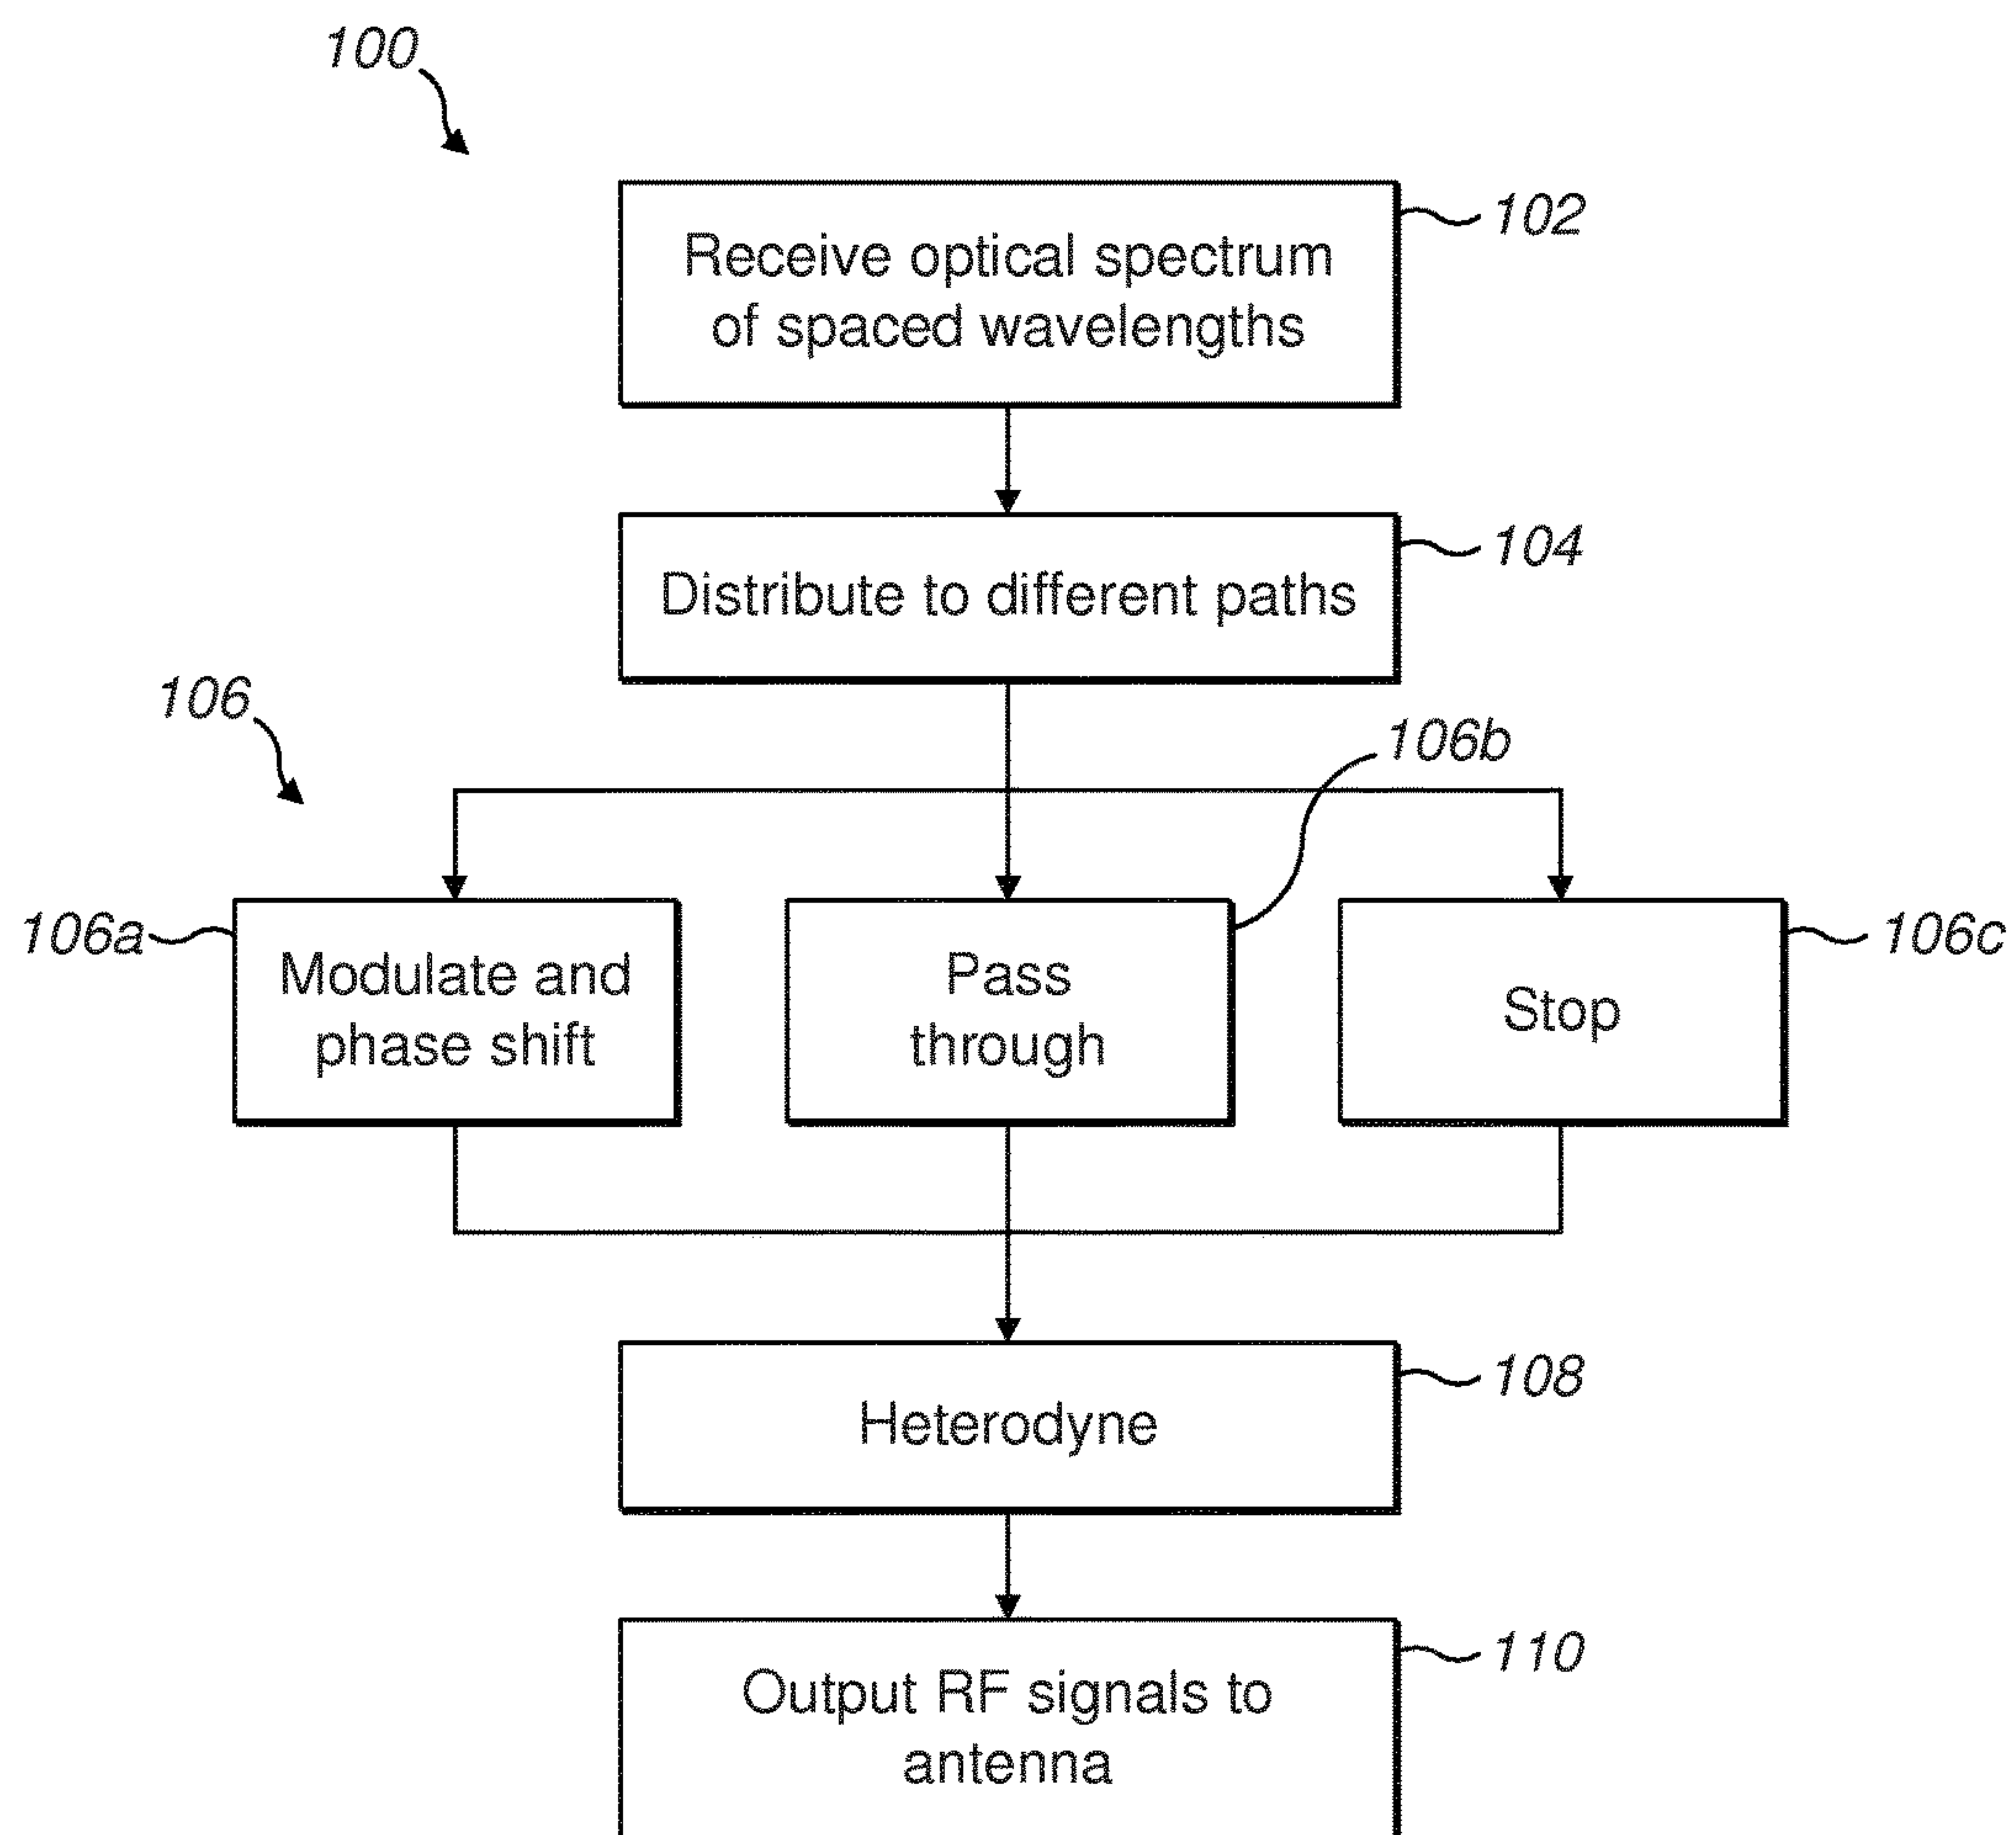 100
Receive optical spectrum
of spaced wavelengths
102
Distribute to different paths
104
106
106b
106a
Modulate and
phase shift
Pass
through
Stop
106c
Heterodyne
108
Output RF signals to
antenna
110